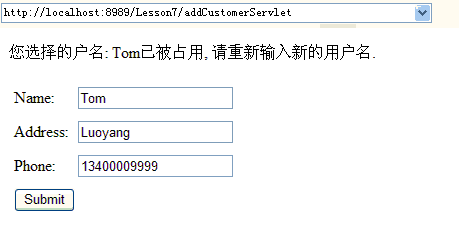 http://localhost:8989/Lesson7/addCustomerServlet
您选择的户名: Tom已被占用, 请重新输入新的用户名.
Name: Tom
Address: Luoyang
Phone: 13400009999
Submit